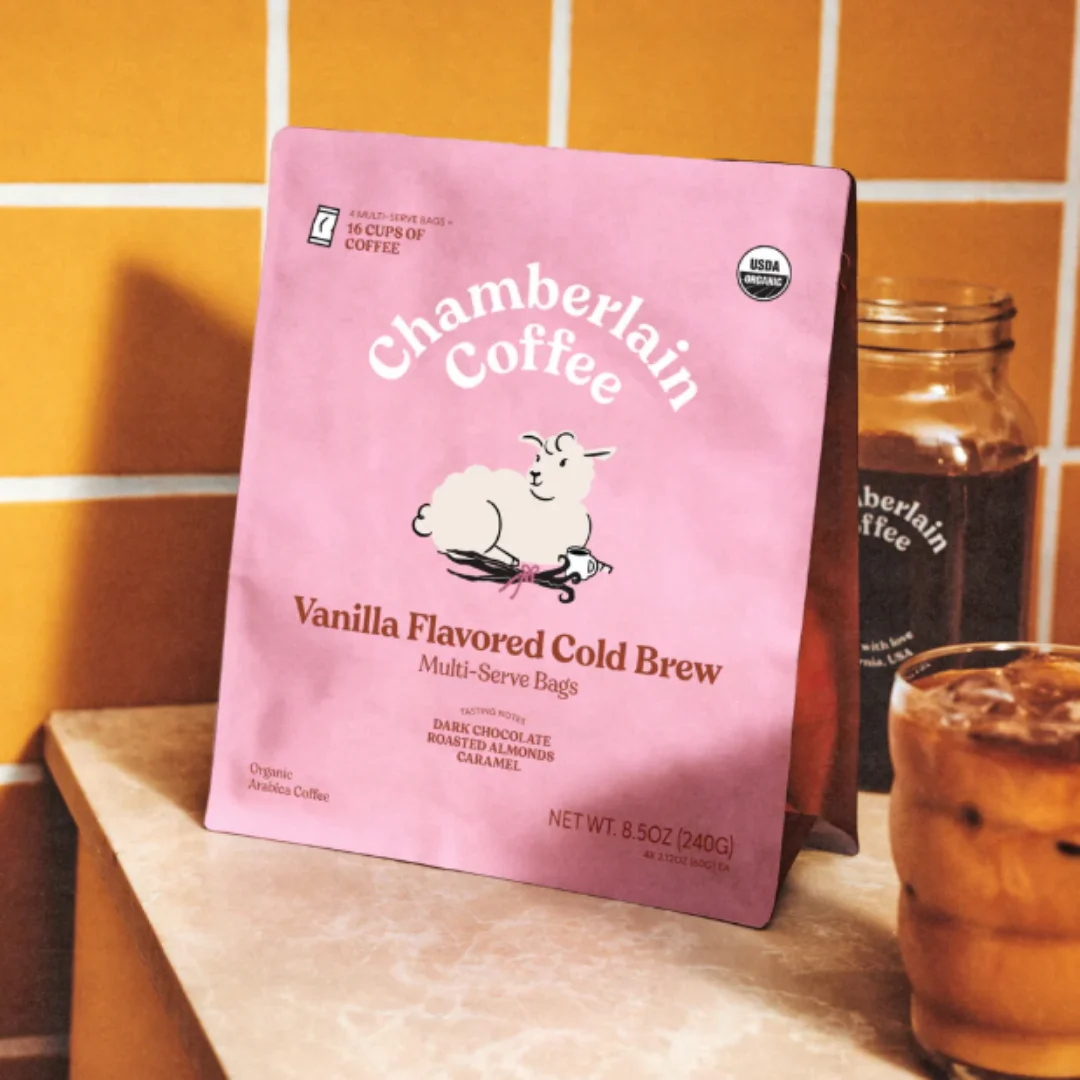 4 MULTI-SERVE BAGS =
16 CUPS OF
COFFEE
USDA
ORGANIC
Chamberlain
Coffee
Vanilla Flavored Cold Brew
Multi-Serve Bags
TASTING NOTES
DARK CHOCOLATE
ROASTED ALMONDS
CARAMEL
Organic
Arabica Coffee
NET WT. 8.5OZ (240G)
4X 2.12OZ (60G) EA
berlain
ffee
with love
USA